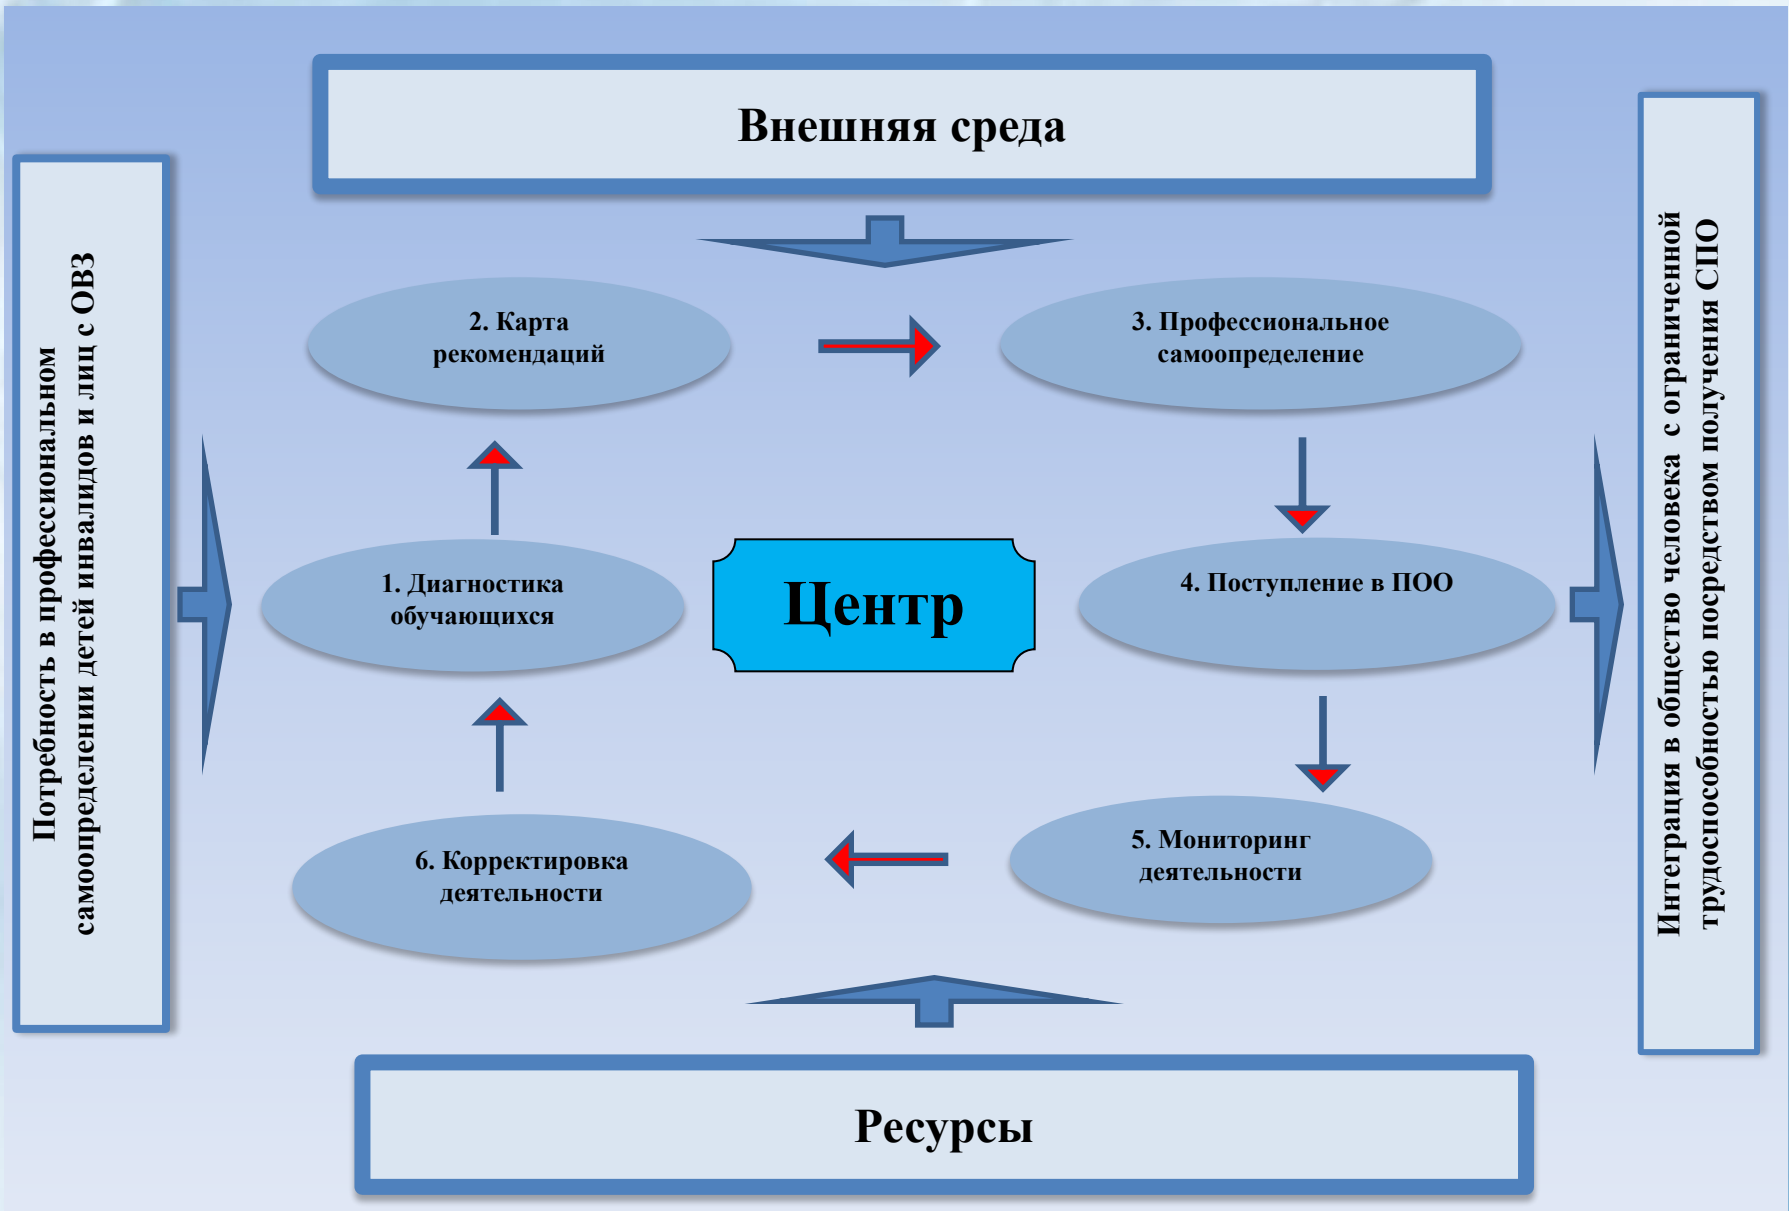 Внешняя среда
Потребность в профессиональном
самоопределении детей инвалидов и лиц с ОВЗ
2. Карта
рекомендаций
3. Профессиональное
самоопределение
1. Диагностика
обучающихся
Центр
4. Поступление в ПОО
6. Корректировка
деятельности
5. Мониторинг
деятельности
Интеграция в общество человека с ограниченной
трудоспособностью посредством получения СПО
Ресурсы